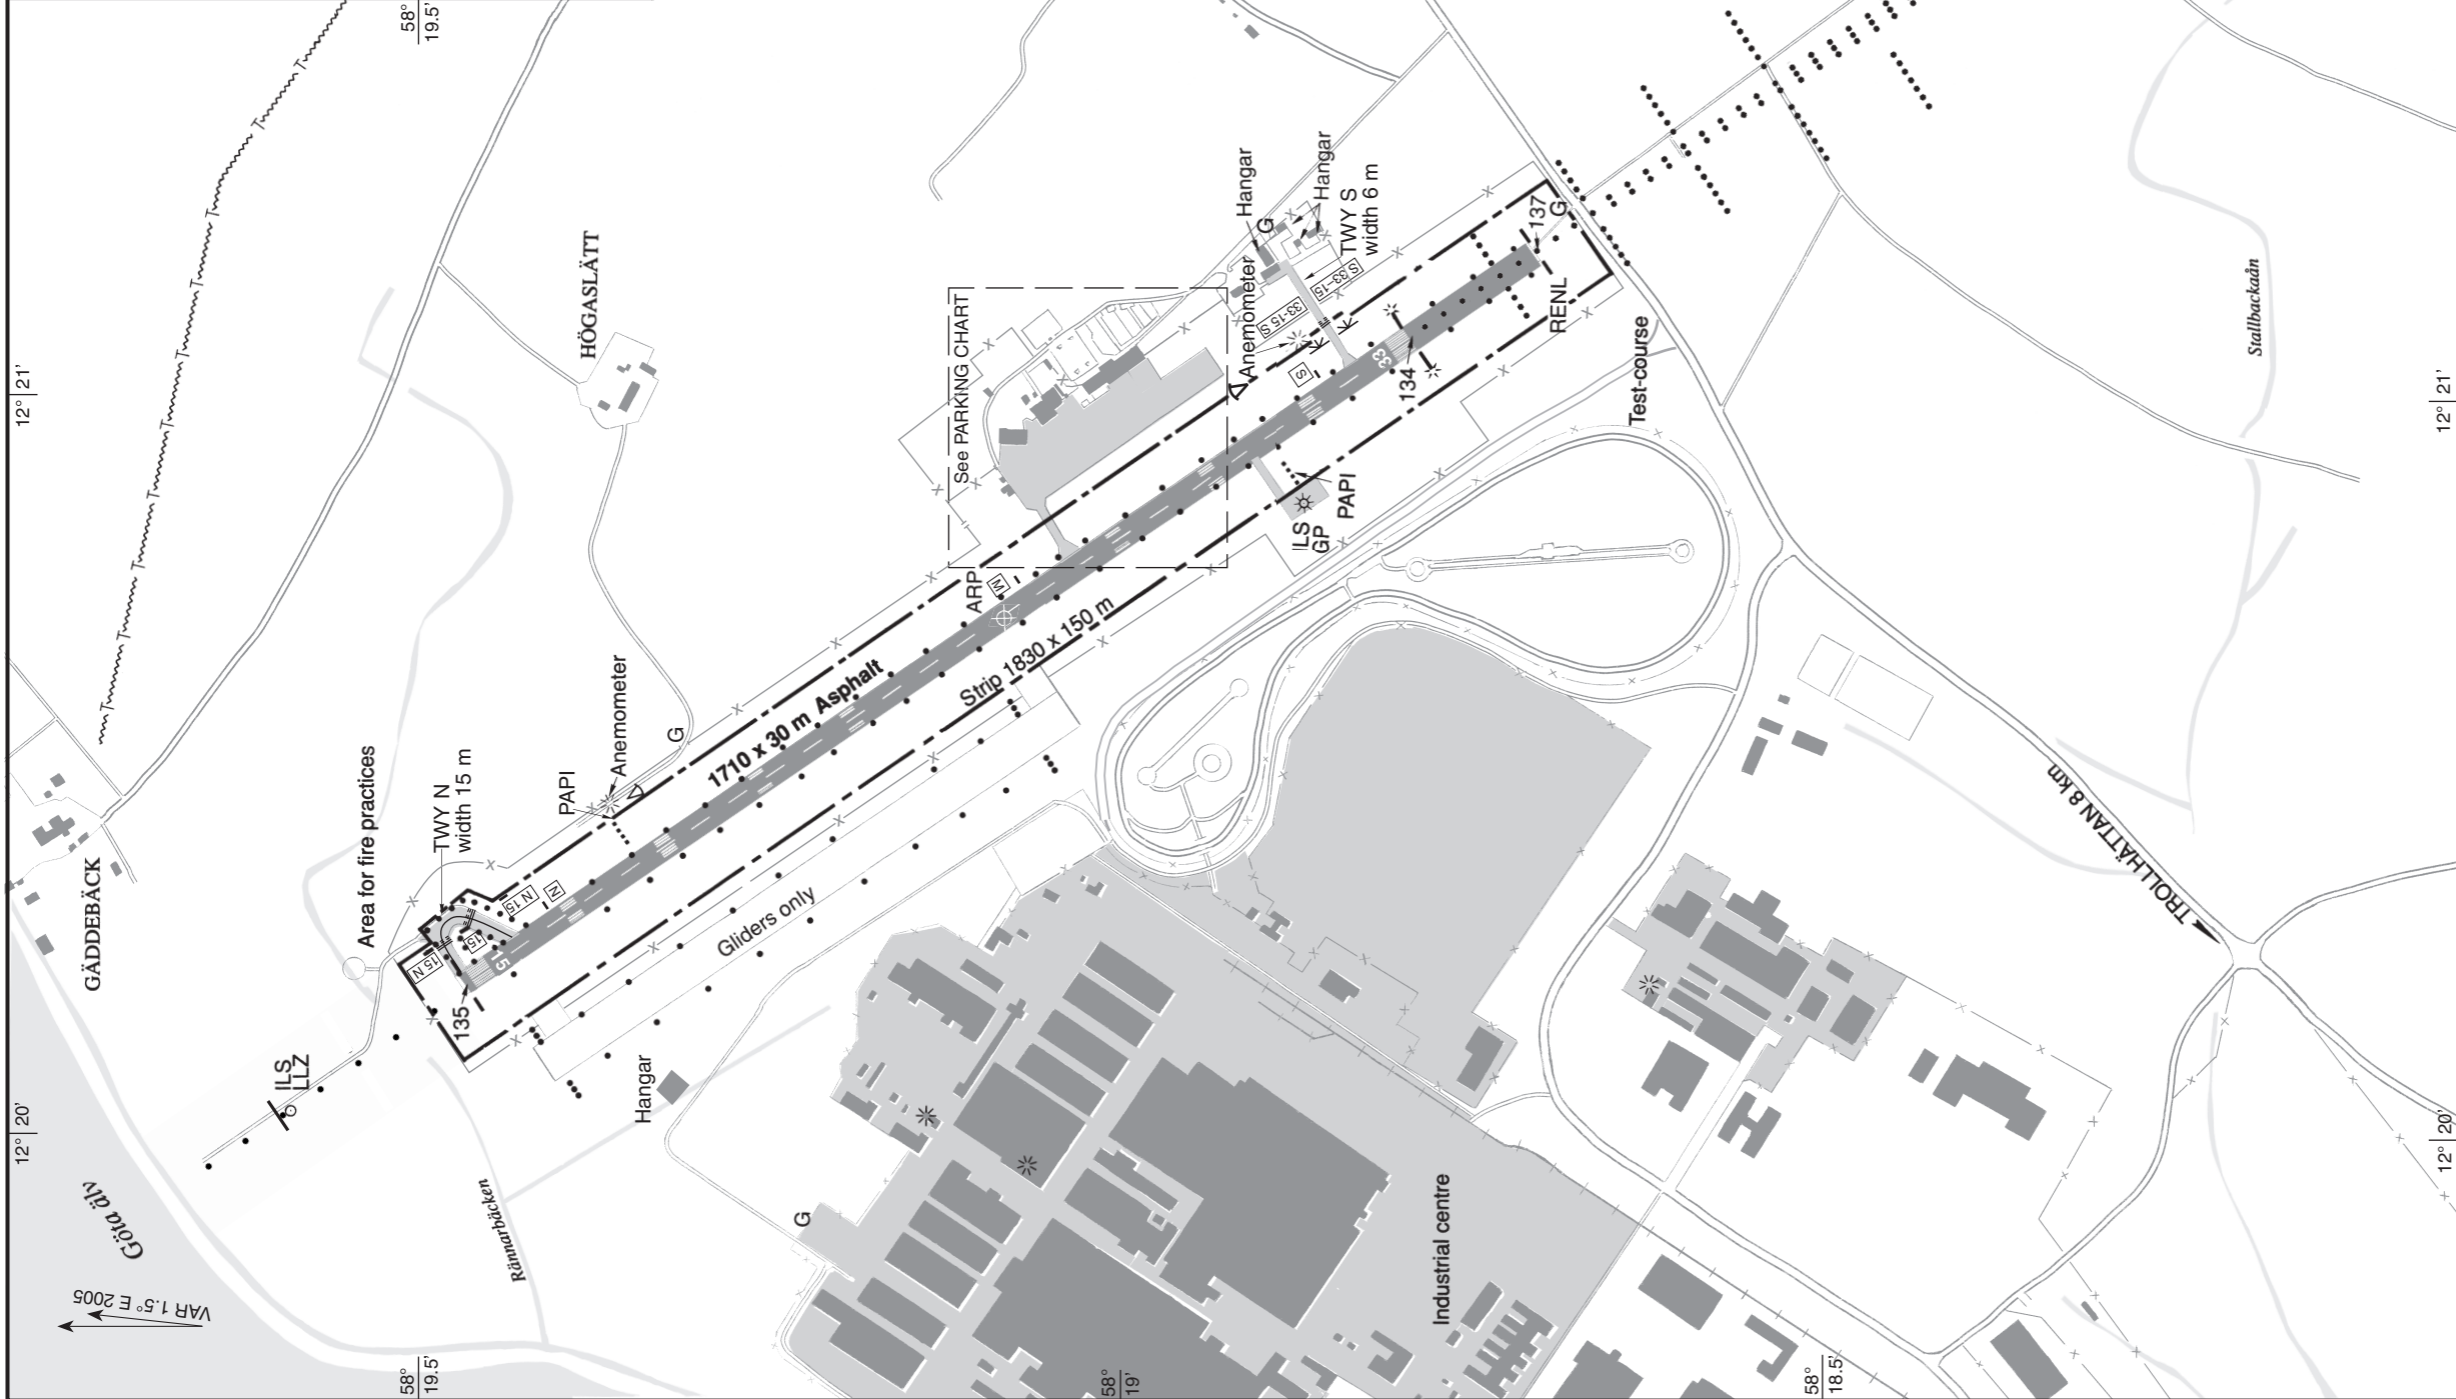 58°
19.5'
12° 21'
HÖGASLÄTT
See PARKING CHART
Hangar
G
Hangar
TWY S
width 6 m
Anemometer
33-15 S
S 33-15
S
33
134
137
G
RENL
Test-course
Stallbackaån
12° 21'
ILS
GP
PAPI
ARP
M
Strip 1830 x 150 m
1710 x 30 m Asphalt
G
Anemometer
PAPI
TWY N
width 15 m
Area for fire practices
GÄDDEBÄCK
N 15
N
15
15 N
15
135
Gliders only
ILS
LLZ
Hangar
12° 20'
Göta älv
Rännarbäcken
G
VAR 1.5° E 2005
Industrial centre
TROLLHÄTTAN 8 km
12° 20'
58°
19.5'
58°
19'
58°
18.5'